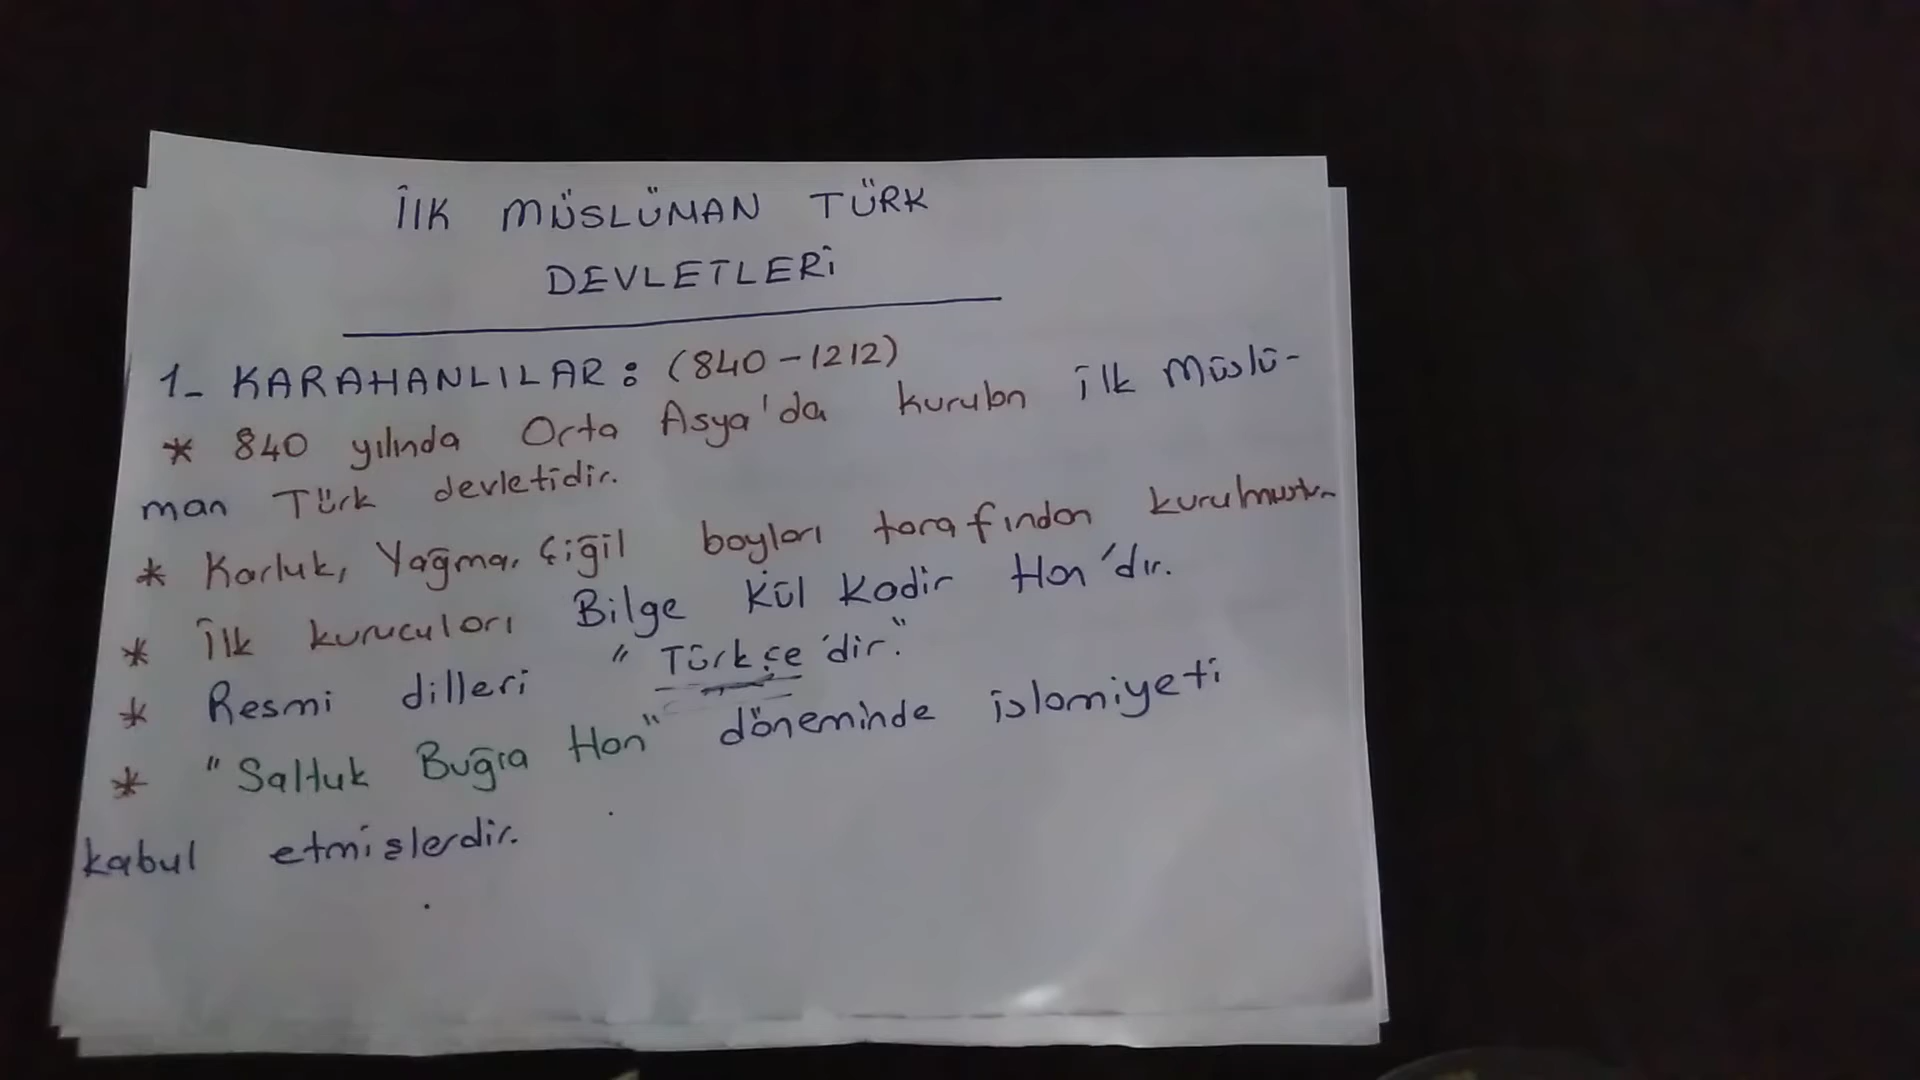 İLK MÜSLÜMAN TÜRK
DEVLETLERİ
1- KARAHANLILAR: (840-1212)
* 840 yılında Orta Asya'da kurulan ilk Müslü-
man Türk devletidir.
* Karluk, Yağma, Çiğil boyları tarafından
* İlk kurucuları Bilge Kül Kadir Han'dır.
* Resmi dilleri "Türkçe'dir."
* "Saltuk Buğra Han" döneminde islamiyeti
kabul etmişlerdir.